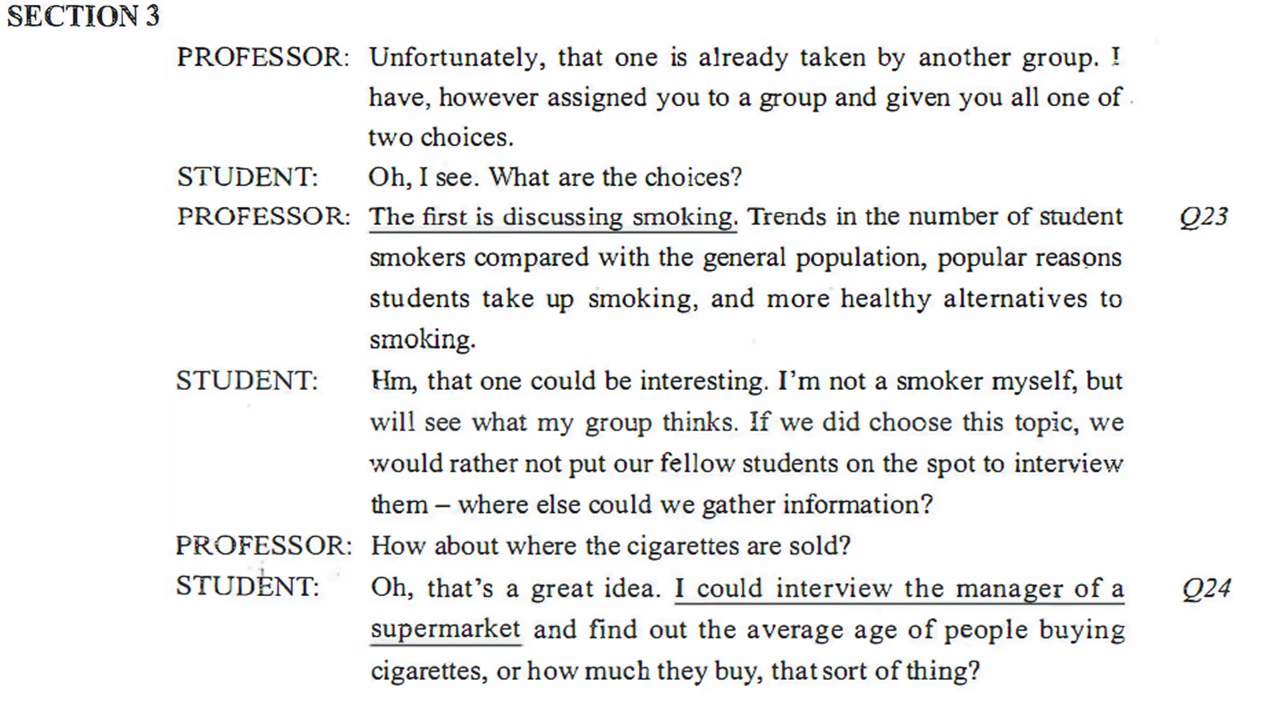 SECTION 3
PROFESSOR: Unfortunately, that one is already taken by another group. I
have, however assigned you to a group and given you all one of
two choices.
STUDENT: Oh, I see. What are the choices?
PROFESSOR: The first is discussing smoking. Trends in the number of student Q23
smokers compared with the general population, popular reasons
students take up smoking, and more healthy alternatives to
smoking.
STUDENT: Hm, that one could be interesting. I'm not a smoker myself, but
will see what my group thinks. If we did choose this topic, we
would rather not put our fellow students on the spot to interview
them – where else could we gather information?
PROFESSOR: How about where the cigarettes are sold?
STUDENT: Oh, that's a great idea. I could interview the manager of a Q24
supermarket and find out the average age of people buying
cigarettes, or how much they buy, that sort of thing?